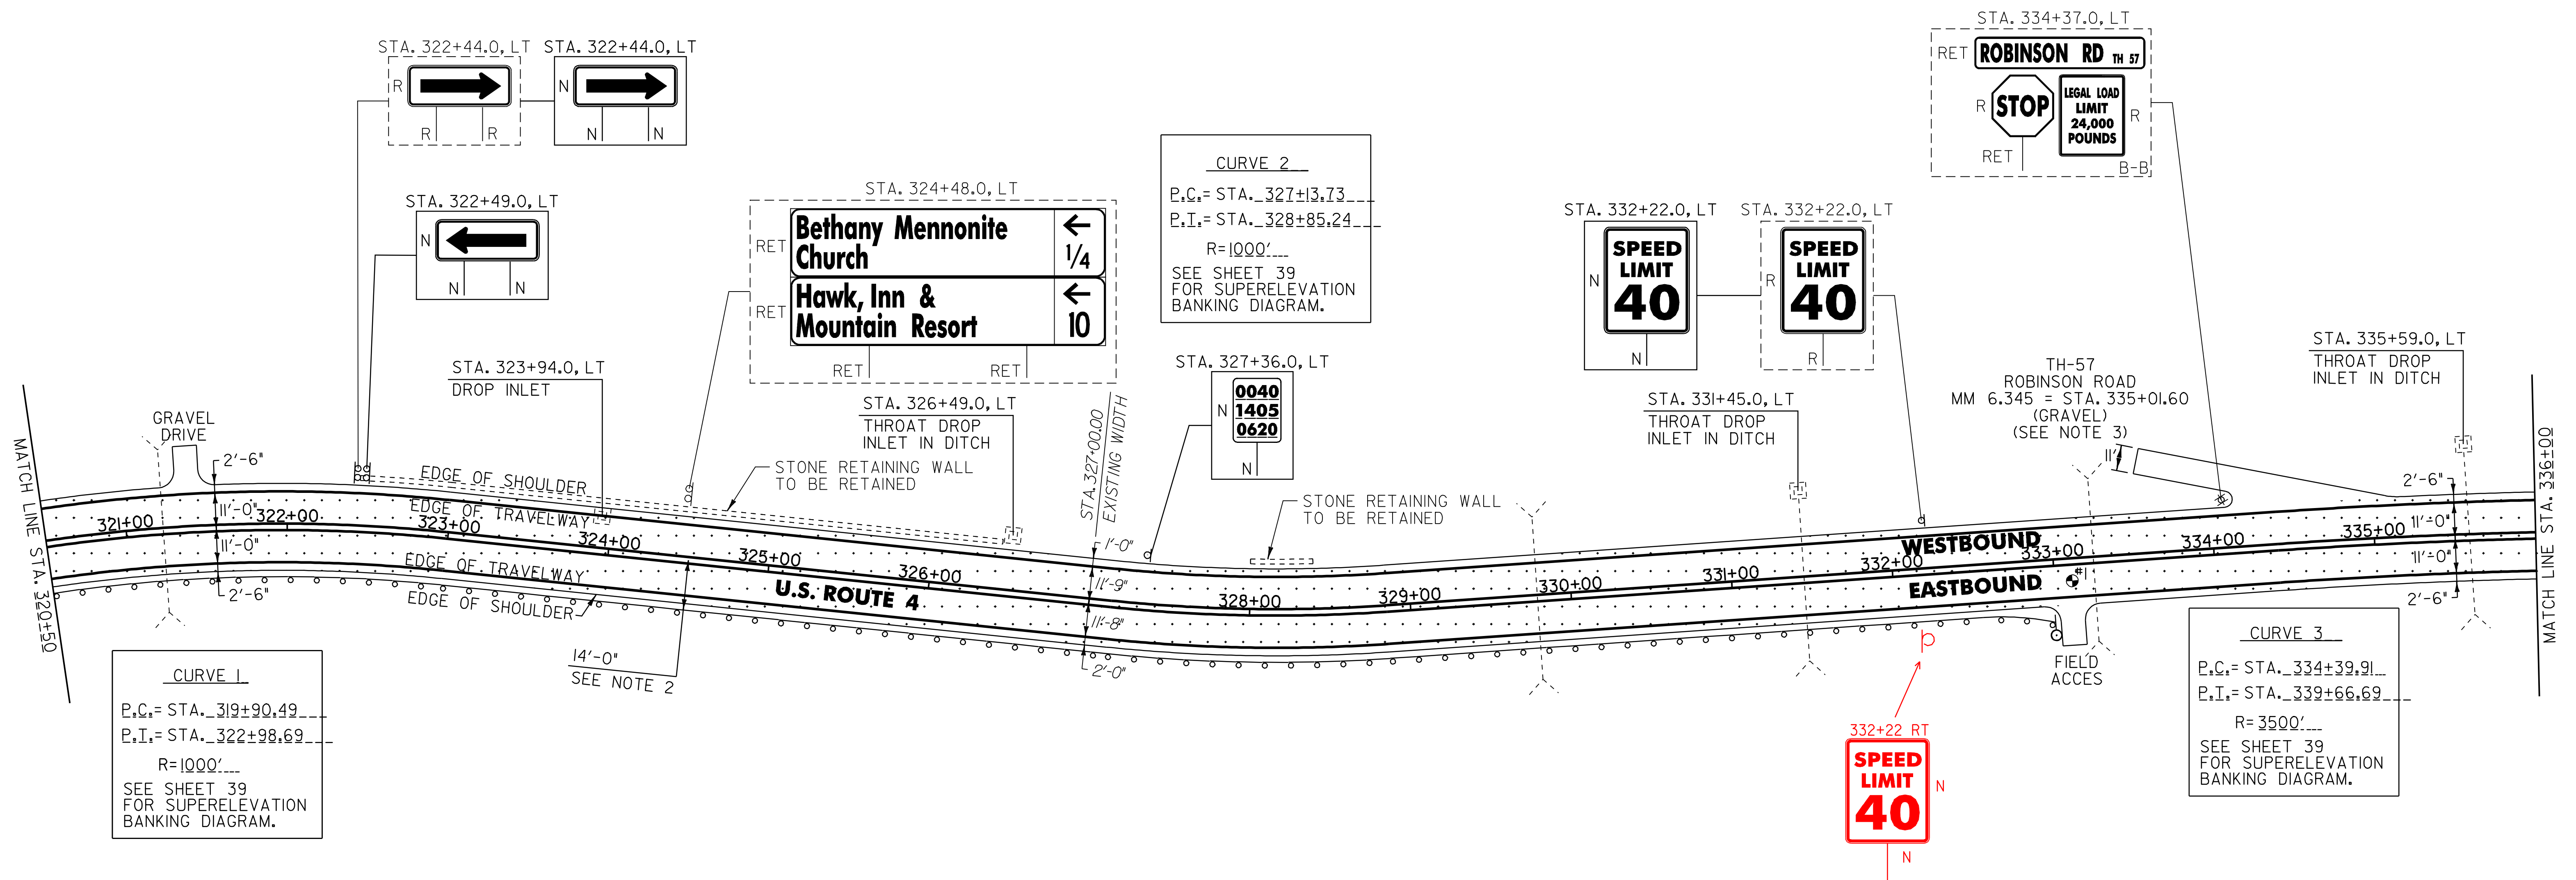 STA. 322+44.0, LT
R
R
R
STA. 322+44.0, LT
N
N
N
STA. 322+49.0, LT
N
N
N
STA. 324+48.0, LT
RET
Bethany Mennonite
Church
←
1/4
RET
Hawk, Inn &
Mountain Resort
←
10
RET
RET
CURVE 2
P.C.= STA. 327+13.73
P.T.= STA. 328+85.24
R= 1000'
SEE SHEET 39
FOR SUPERELEVATION
BANKING DIAGRAM.
STA. 332+22.0, LT
N
SPEED
LIMIT
40
N
STA. 332+22.0, LT
R
SPEED
LIMIT
40
R
STA. 334+37.0, LT
RET
ROBINSON RD TH 57
R
STOP
LEGAL LOAD
LIMIT
24,000
POUNDS
R
RET
B-B
STA. 323+94.0, LT
DROP INLET
STA. 326+49.0, LT
THROAT DROP
INLET IN DITCH
STA. 327+00.00
EXISTING WIDTH
STA. 327+36.0, LT
N
0040
1405
0620
N
STA. 331+45.0, LT
THROAT DROP
INLET IN DITCH
TH-57
ROBINSON ROAD
MM 6.345 = STA. 335+01.60
(GRAVEL)
(SEE NOTE 3)
11'
STA. 335+59.0, LT
THROAT DROP
INLET IN DITCH
MATCH LINE STA. 320+50
GRAVEL
DRIVE
2'-6"
11'-0"
11'-0"
2'-6"
EDGE OF SHOULDER
EDGE OF TRAVELWAY
STONE RETAINING WALL
TO BE RETAINED
STONE RETAINING WALL
TO BE RETAINED
321+00
322+00
323+00
324+00
325+00
326+00
328+00
329+00
330+00
331+00
332+00
333+00
334+00
335+00
EDGE OF TRAVELWAY
EDGE OF SHOULDER
U.S. ROUTE 4
14'-0"
SEE NOTE 2
1'-0"
11'-9"
11'-8"
2'-0"
WESTBOUND
EASTBOUND
#1
FIELD
ACCES
2'-6"
11'-0"
11'-0"
2'-6"
MATCH LINE STA. 336+00
CURVE 1
P.C.= STA. 319+90.49
P.T.= STA. 322+98.69
R= 1000'
SEE SHEET 39
FOR SUPERELEVATION
BANKING DIAGRAM.
332+22 RT
SPEED
LIMIT
40
N
N
CURVE 3
P.C.= STA. 334+39.91
P.T.= STA. 339+66.69
R= 3500'
SEE SHEET 39
FOR SUPERELEVATION
BANKING DIAGRAM.